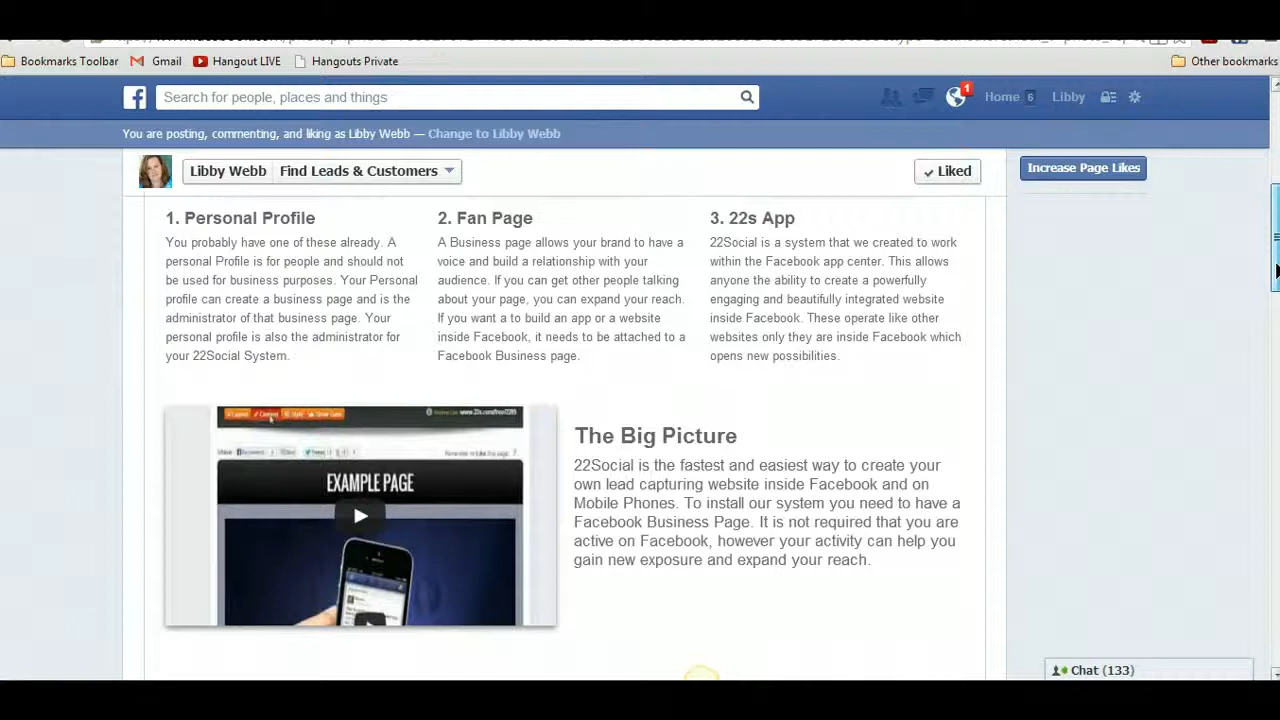 Bookmarks Toolbar Gmail Hangout LIVE Hangouts Private Other bookmarks
Search for people, places and things 1 Home 6 Libby
You are posting, commenting, and liking as Libby Webb — Change to Libby Webb
Libby Webb Find Leads & Customers Liked Increase Page Likes
1. Personal Profile
You probably have one of these already. A
personal Profile is for people and should not
be used for business purposes. Your Personal
profile can create a business page and is the
administrator of that business page. Your
personal profile is also the administrator for
your 22Social System.
2. Fan Page
A Business page allows your brand to have a
voice and build a relationship with your
audience. If you can get other people talking
about your page, you can expand your reach.
If you want a to build an app or a website
inside Facebook, it needs to be attached to a
Facebook Business page.
3. 22s App
22Social is a system that we created to work
within the Facebook app center. This allows
anyone the ability to create a powerfully
engaging and beautifully integrated website
inside Facebook. These operate like other
websites only they are inside Facebook which
opens new possibilities.
EXAMPLE PAGE
The Big Picture
22Social is the fastest and easiest way to create your
own lead capturing website inside Facebook and on
Mobile Phones. To install our system you need to have a
Facebook Business Page. It is not required that you are
active on Facebook, however your activity can help you
gain new exposure and expand your reach.
Chat (133)